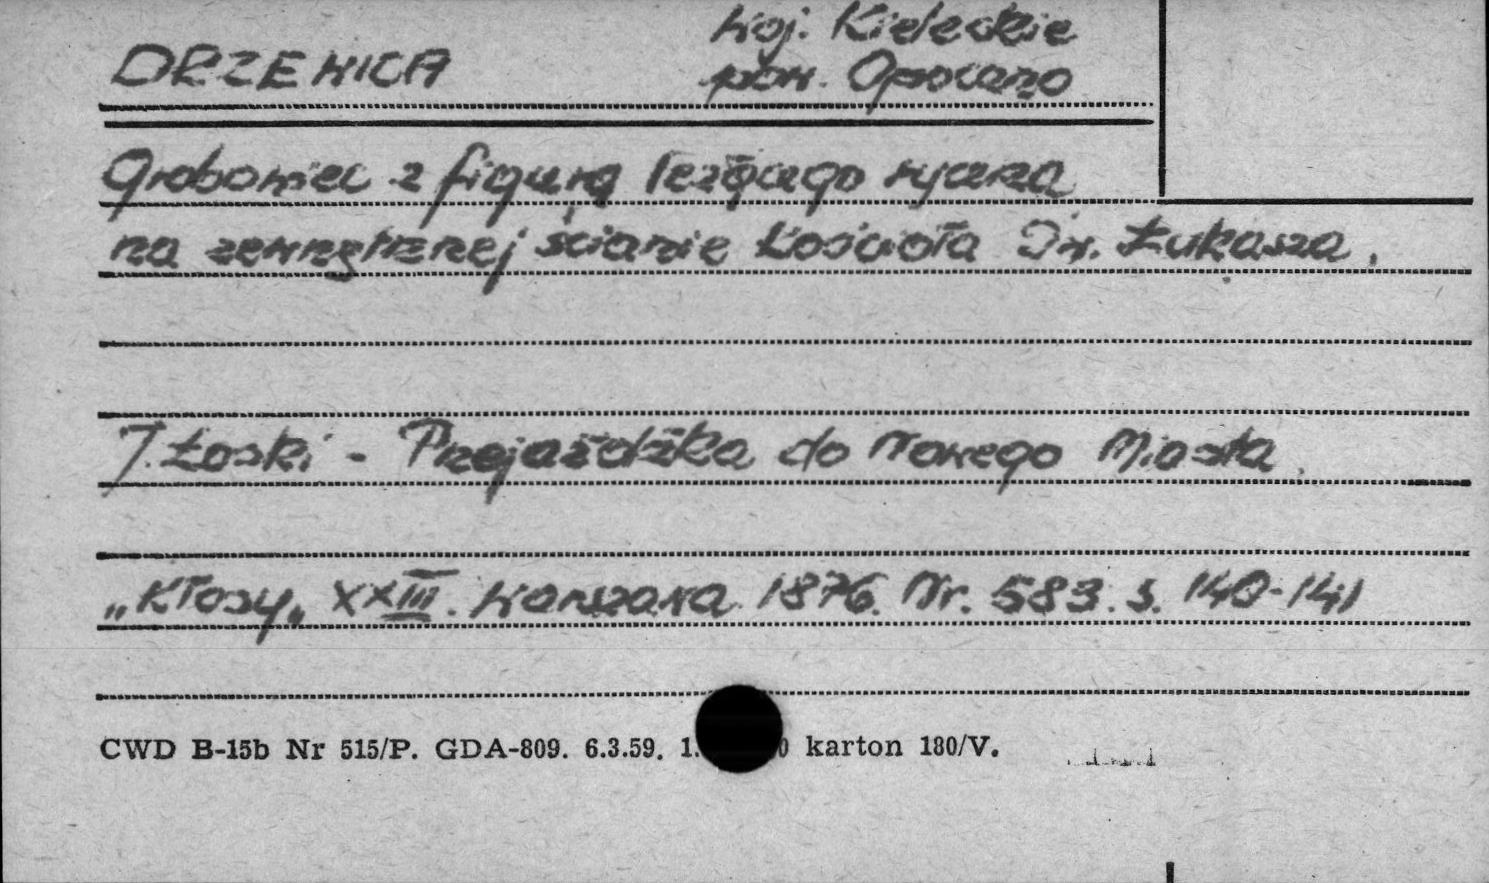 DRZEWICA
woj. Kieleckie
pow. Opoczno
Grobowiec z figurą leżącego rycerza
na zewnętrznej ścianie kościoła Św. Łukasza.
J. Łoski - Przejażdżka do Nowego Miasta.
„Kłosy„ XXIII. Warszawa. 1876. Nr. 583. s. 140-141
CWD B-15b Nr 515/P. GDA-809. 6.3.59. karton 180/V.